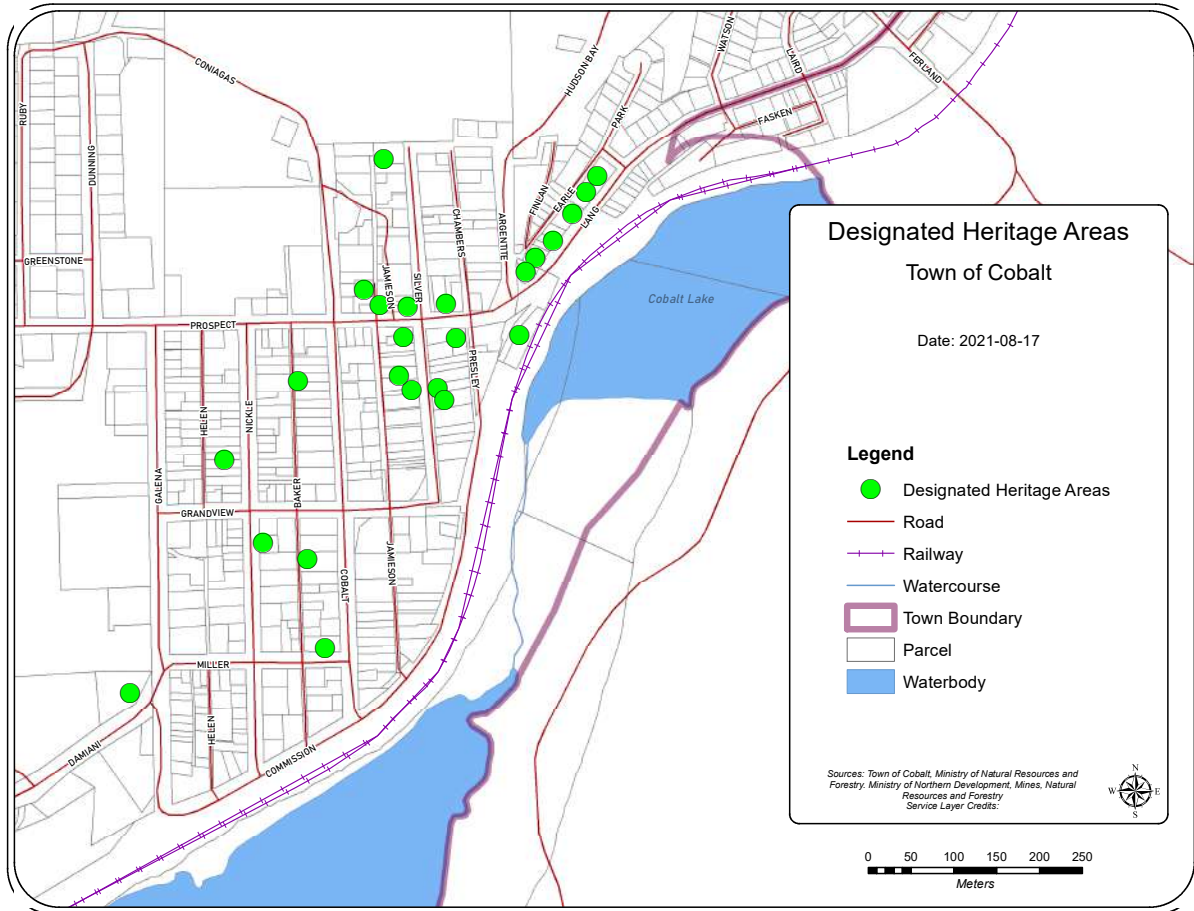 CONIAGAS
HUDSON BAY
WATSON
LAIRD
FERLAND
RUBY
DUNNING
PARK
FASKEN
FINLAN
EARLE
LANG
CHAMBERS
ARGENTITE
GREENSTONE
JAMIESON
SILVER
PROSPECT
PRESLEY
Cobalt Lake
HELEN
NICKLE
GALENA
BAKER
GRANDVIEW
COBALT
JAMIESON
MILLER
HELEN
DAMIANI
COMMISSION
Designated Heritage Areas
Town of Cobalt
Date: 2021-08-17
Legend
Designated Heritage Areas
Road
Railway
Watercourse
Town Boundary
Parcel
Waterbody
Sources: Town of Cobalt, Ministry of Natural Resources and
Forestry. Ministry of Northern Development, Mines, Natural
Resources and Forestry
Service Layer Credits:
N
W E
S
0 50 100 150 200 250
Meters